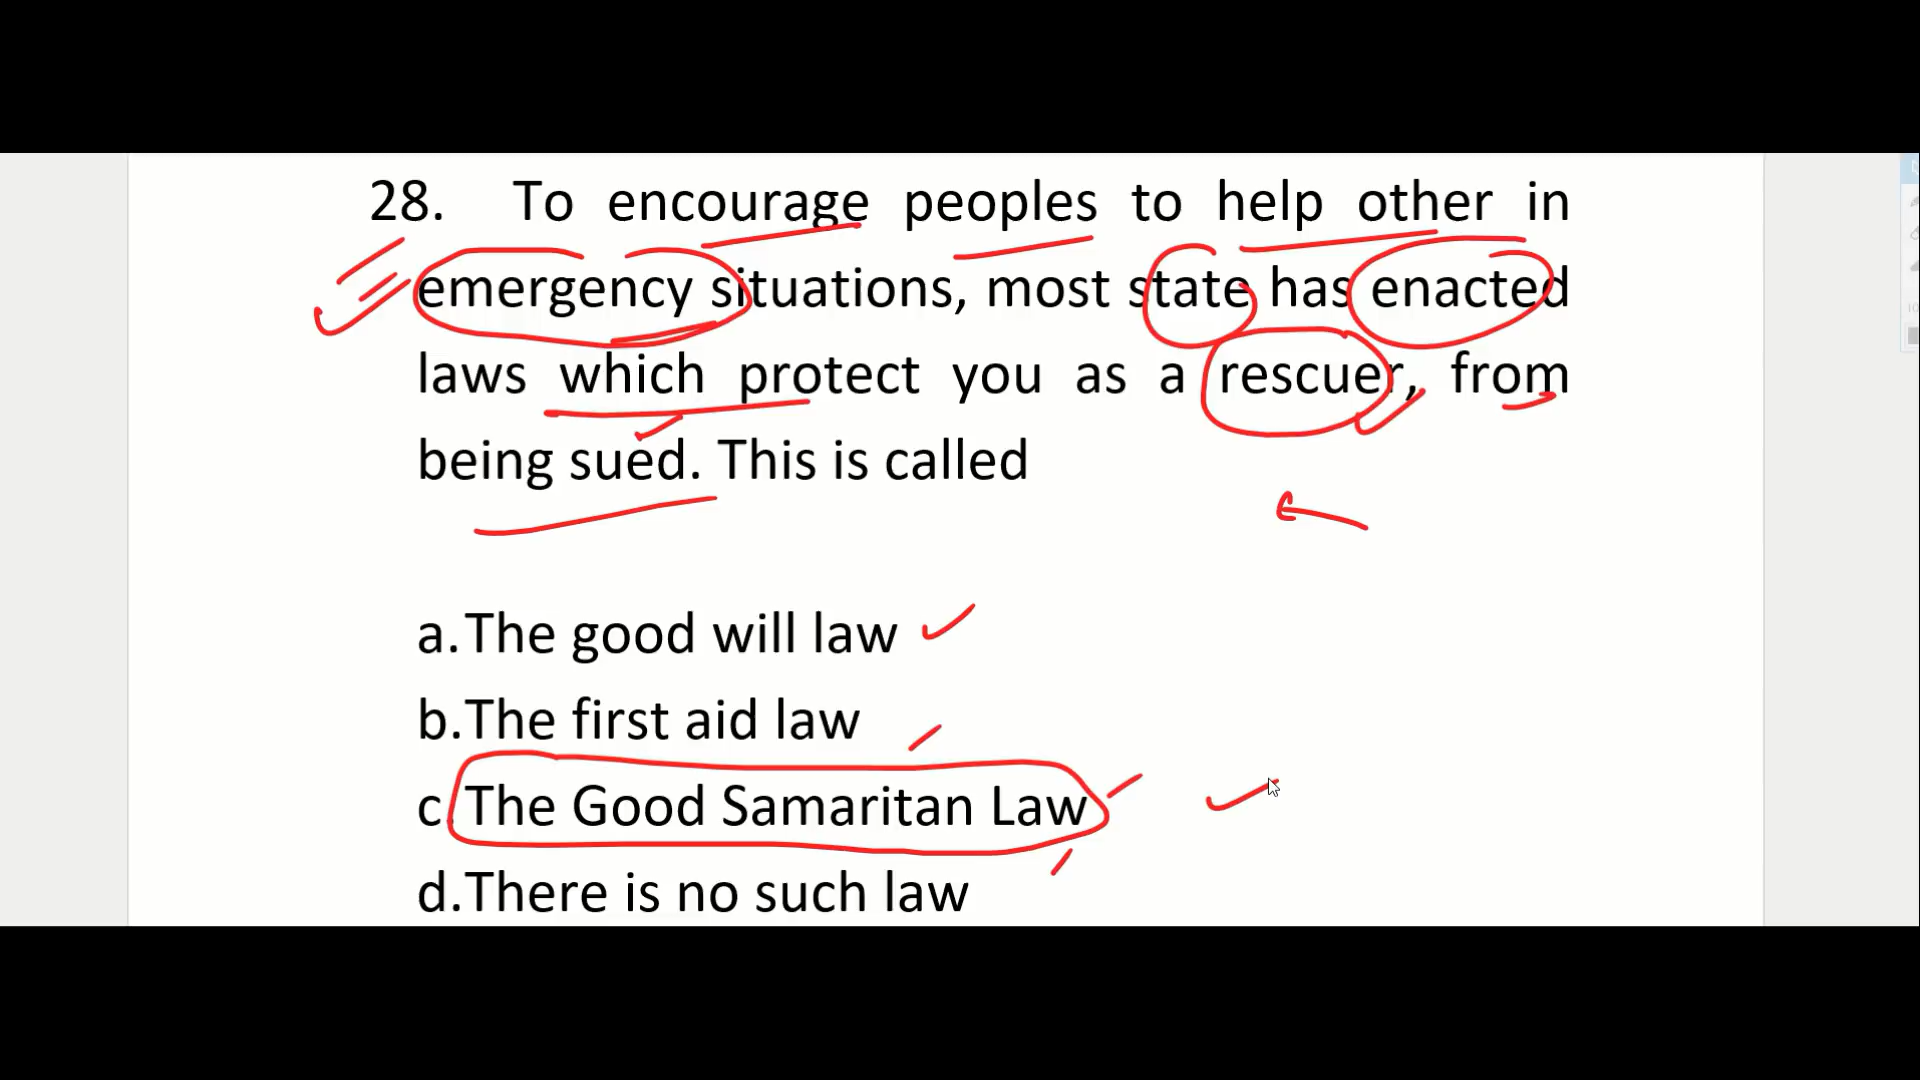 28. To encourage peoples to help other in
emergency situations, most state has enacted
laws which protect you as a rescuer, from
being sued. This is called
a. The good will law
b. The first aid law
c. The Good Samaritan Law
d. There is no such law